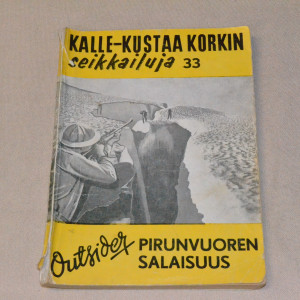 KALLE-KUSTAA KORKIN
seikkailuja 33
Outsider
PIRUNVUOREN
SALAISUUS